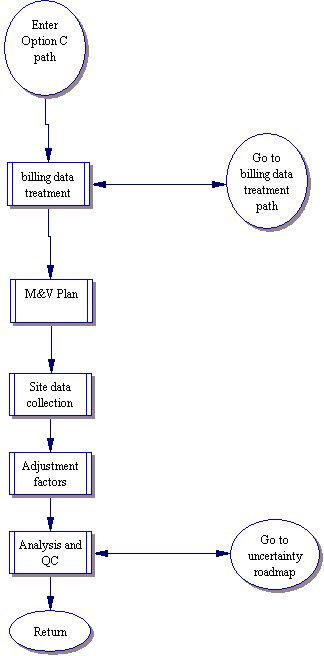 Enter
Option C
path
billing data
treatment
Go to
billing data
treatment
path
M&V Plan
Site data
collection
Adjustment
factors
Analysis and
QC
Go to
uncertainty
roadmap
Return